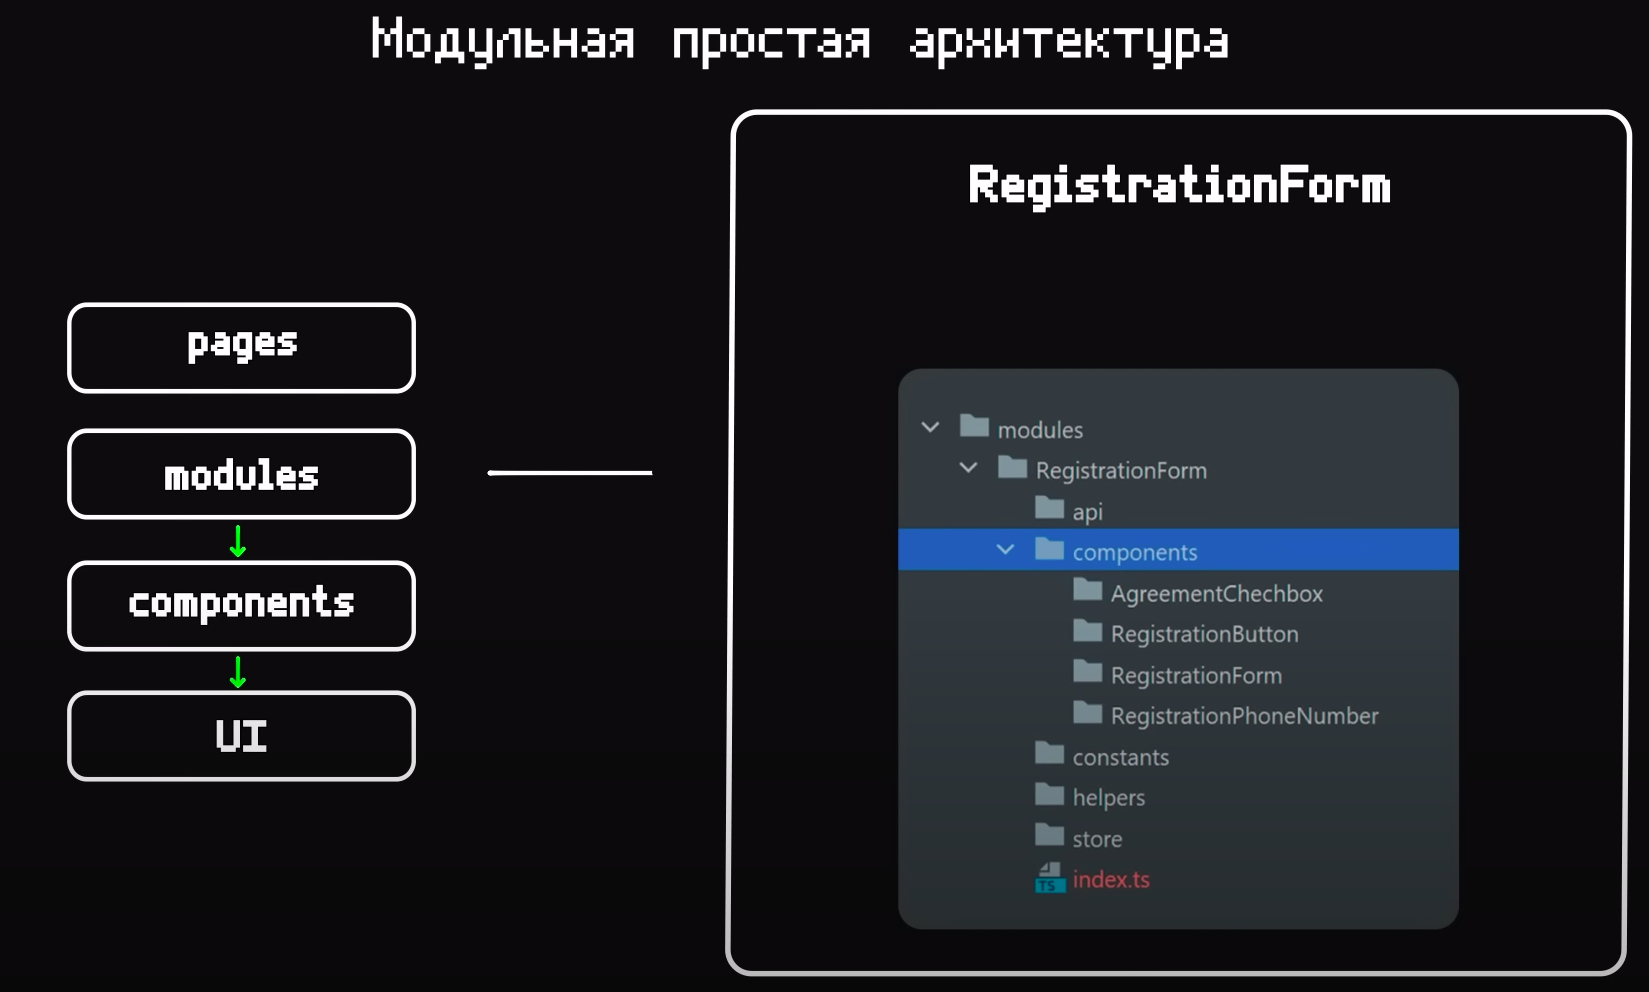 Модульная простая архитектура
RegistrationForm
pages
modules
components
UI
modules
RegistrationForm
api
components
AgreementChechbox
RegistrationButton
RegistrationForm
RegistrationPhoneNumber
constants
helpers
store
TS index.ts